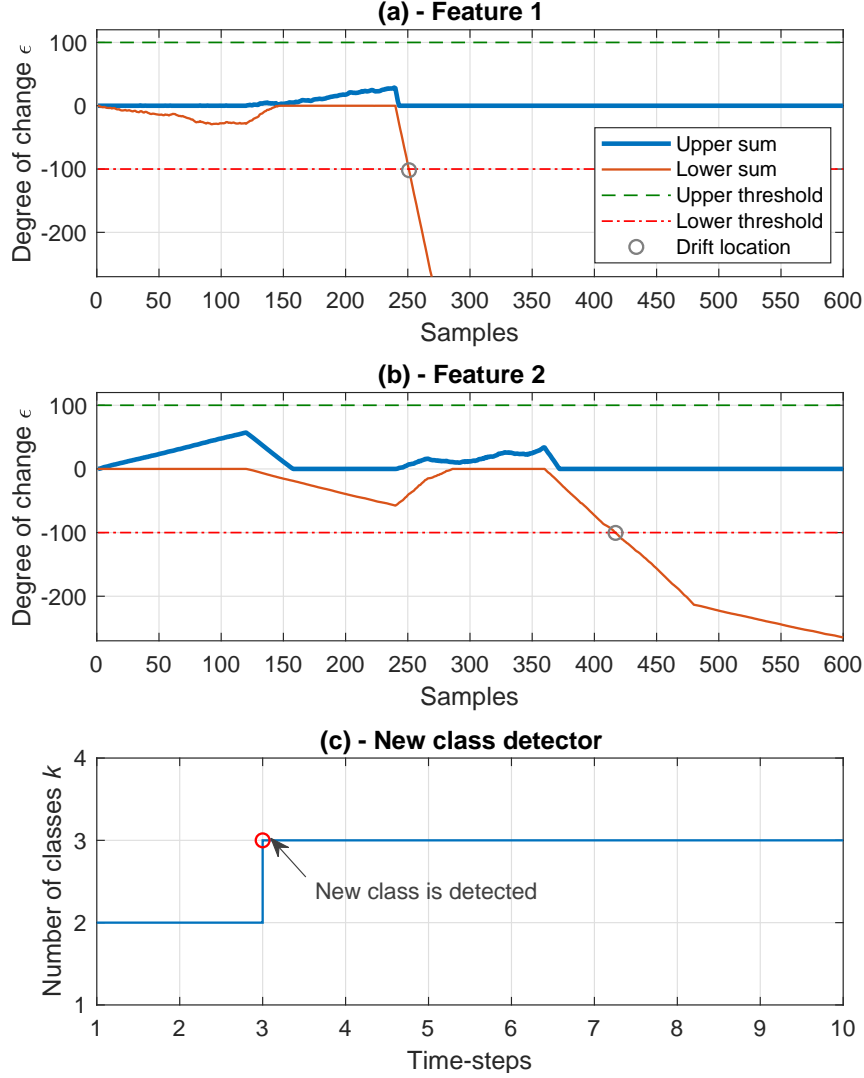 (a) - Feature 1
Degree of change ϵ
100
0
-100
-200
Upper sum
Lower sum
Upper threshold
Lower threshold
Drift location
0 50 100 150 200 250 300 350 400 450 500 550 600
Samples
(b) - Feature 2
Degree of change ϵ
100
0
-100
-200
0 50 100 150 200 250 300 350 400 450 500 550 600
Samples
(c) - New class detector
Number of classes k
4
3
2
1
New class is detected
1 2 3 4 5 6 7 8 9 10
Time-steps